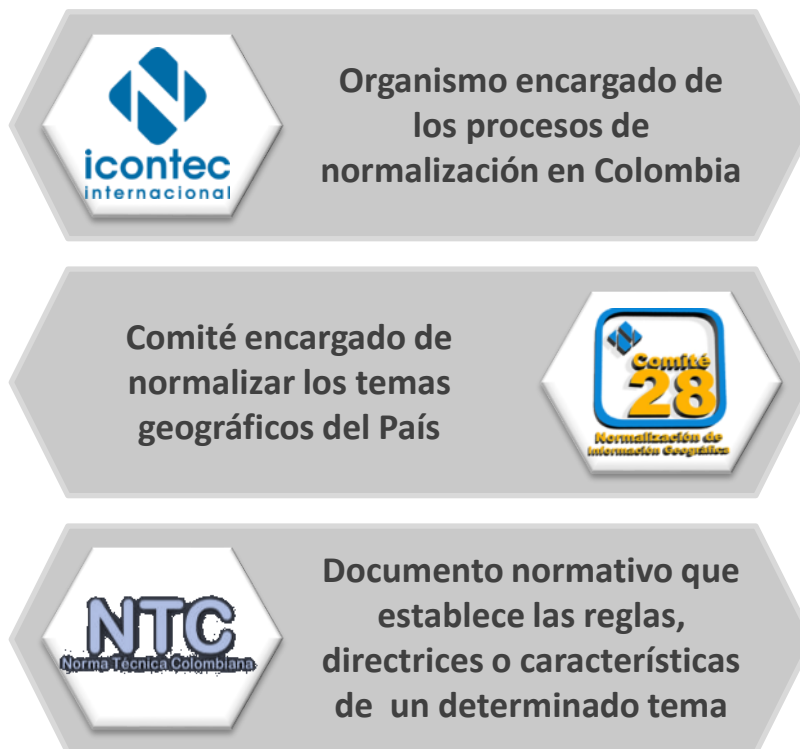 icontec
internacional
Organismo encargado de
los procesos de
normalización en Colombia
Comité encargado de
normalizar los temas
geográficos del País
Comité
28
Normalización de
Información Geográfica
NTC
Norma Técnica Colombiana
Documento normativo que
establece las reglas,
directrices o características
de un determinado tema